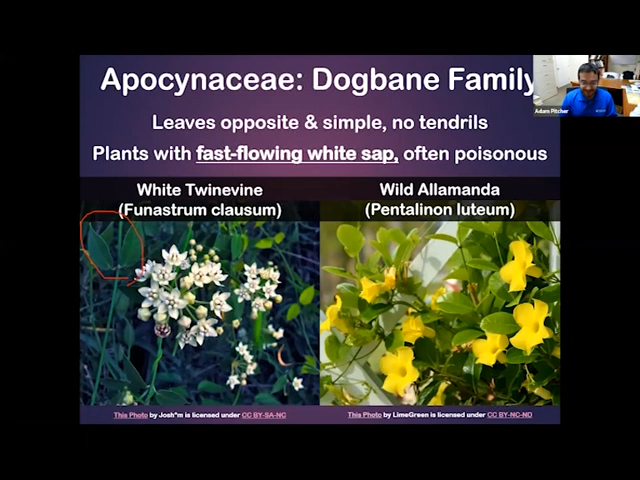 Apocynaceae: Dogbane Family
Adam Pitcher
Leaves opposite & simple, no tendrils
Plants with fast-flowing white sap, often poisonous
White Twinevine
(Funastrum clausum)
Wild Allamanda
(Pentalinon luteum)
This Photo by Josh*m is licensed under CC BY-SA-NC
This Photo by LimeGreen is licensed under CC BY-NC-ND